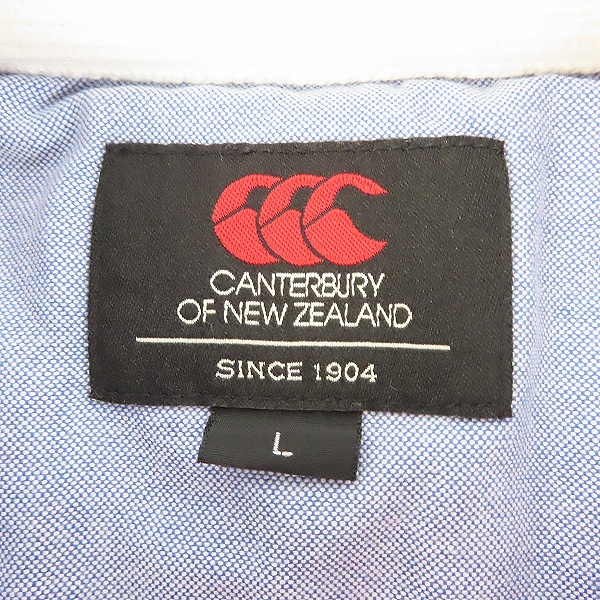 CANTERBURY
OF NEW ZEALAND
SINCE 1904
L